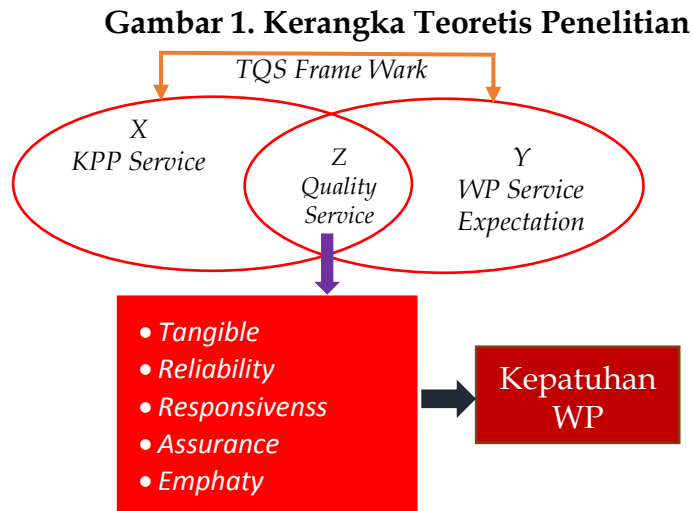 Gambar 1. Kerangka Teoretis Penelitian
TQS Frame Wark
X
KPP Service
Z
Quality
Service
Y
WP Service
Expectation
• Tangible
• Reliability
• Responsivenss
• Assurance
• Emphaty
Kepatuhan
WP